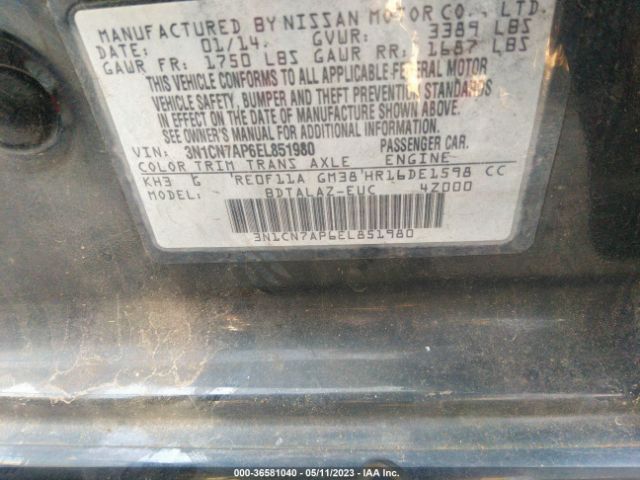 MANUFACTURED BY NISSAN MOTOR CO., LTD.
DATE: 01/14. GVWR: 3389 LBS
GAWR FR: 1750 LBS GAWR RR: 1687 LBS
THIS VEHICLE CONFORMS TO ALL APPLICABLE FEDERAL MOTOR
VEHICLE SAFETY, BUMPER AND THEFT PREVENTION STANDARDS
IN EFFECT ON THE DATE OF MANUFACTURE SHOWN ABOVE.
SEE OWNER'S MANUAL FOR ADDITIONAL INFORMATION.
VIN: 3N1CN7AP6EL851980 PASSENGER CAR.
COLOR TRIM TRANS AXLE ENGINE
KH3 G RE0F11A GM38 HR16DE1598 CC
MODEL: BDTALAZ-EUC 4Z000
3N1CN7AP6EL851980
000-36581040 - 05/11/2023 - IAA Inc.